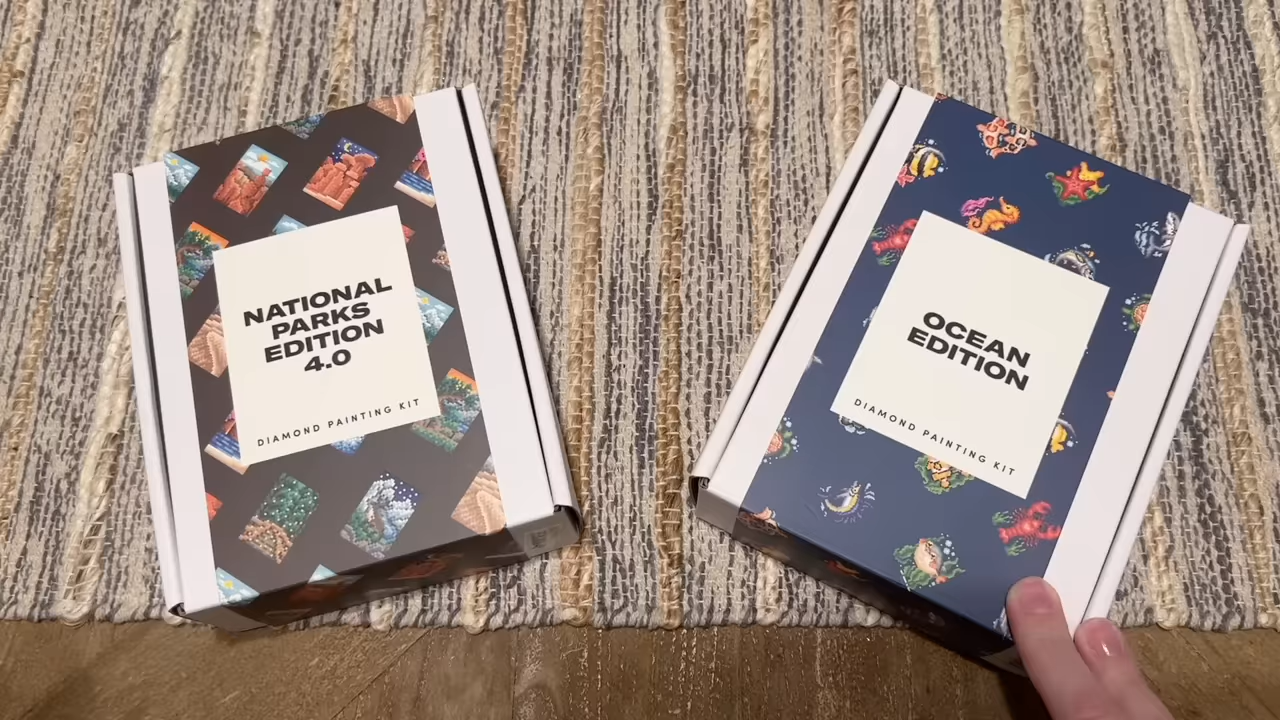 NATIONAL
PARKS
EDITION
4.0
DIAMOND PAINTING KIT
OCEAN
EDITION
DIAMOND PAINTING KIT